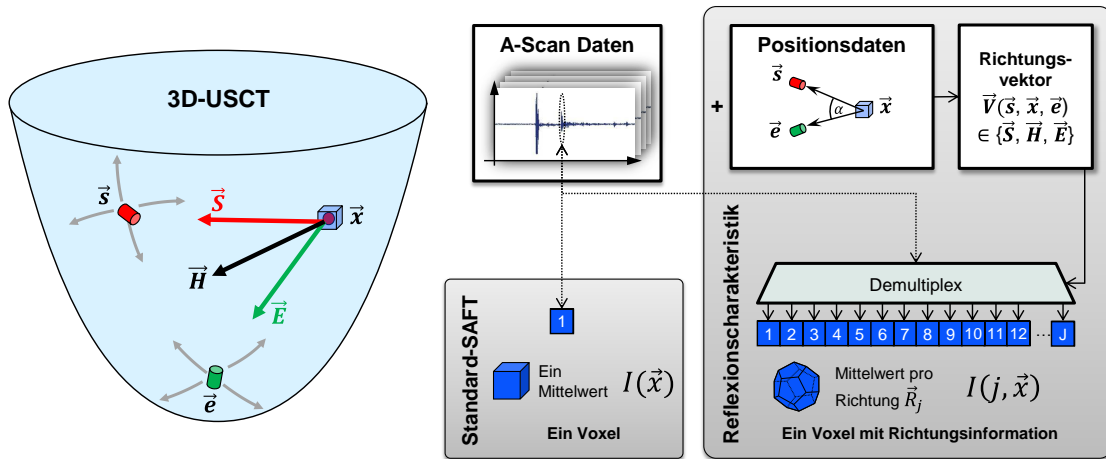 3D-USCT
s⃗
S⃗
x⃗
H⃗
E⃗
e⃗
A-Scan Daten
Standard-SAFT
1
Ein
Mittelwert
I(x⃗)
Ein Voxel
Reflexionscharakteristik
+
Positionsdaten
s⃗
α
x⃗
e⃗
Richtungs-
vektor
V⃗(s⃗, x⃗, e⃗)
∈ {S⃗, H⃗, E⃗}
Demultiplex
1 2 3 4 5 6 7 8 9 10 11 12 ... J
Mittelwert pro
Richtung R⃗ⱼ
I(j, x⃗)
Ein Voxel mit Richtungsinformation